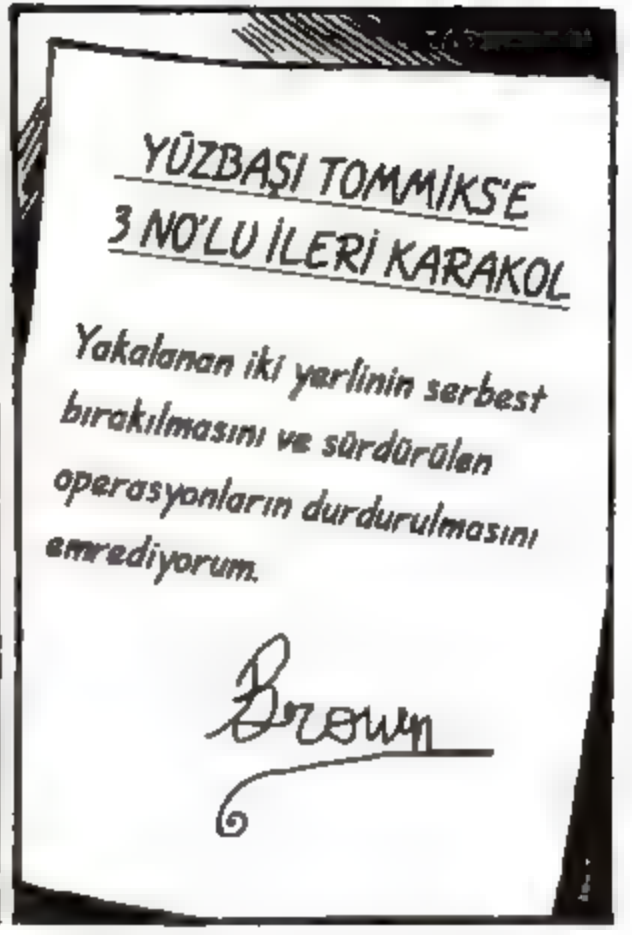 YÜZBAŞI TOMMİKS'E
3 NO'LU İLERİ KARAKOL
Yakalanan iki yerlinin serbest
bırakılmasını ve sürdürülen
operasyonların durdurulmasını
emrediyorum.
Brown